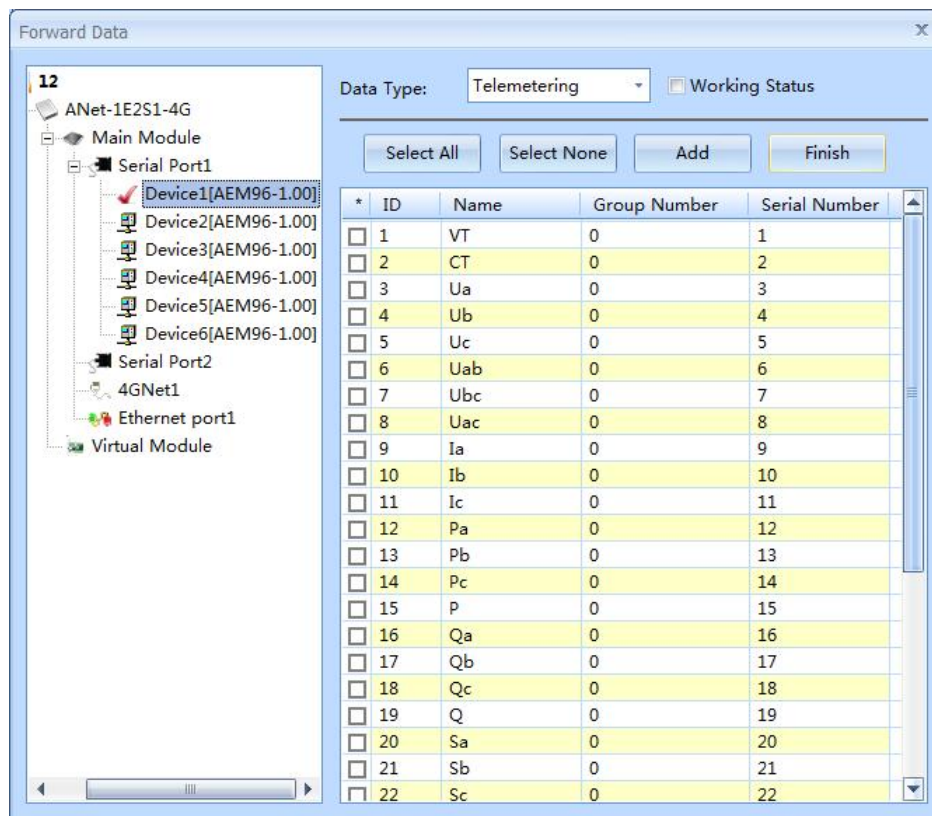 Forward Data
12
ANet-1E2S1-4G
Main Module
Serial Port1
Device1[AEM96-1.00]
Device2[AEM96-1.00]
Device3[AEM96-1.00]
Device4[AEM96-1.00]
Device5[AEM96-1.00]
Device6[AEM96-1.00]
Serial Port2
4GNet1
Ethernet port1
Virtual Module
Data Type: Telemetering Working Status
Select All Select None Add Finish
* ID Name Group Number Serial Number
1 VT 0 1
2 CT 0 2
3 Ua 0 3
4 Ub 0 4
5 Uc 0 5
6 Uab 0 6
7 Ubc 0 7
8 Uac 0 8
9 Ia 0 9
10 Ib 0 10
11 Ic 0 11
12 Pa 0 12
13 Pb 0 13
14 Pc 0 14
15 P 0 15
16 Qa 0 16
17 Qb 0 17
18 Qc 0 18
19 Q 0 19
20 Sa 0 20
21 Sb 0 21
22 Sc 0 22